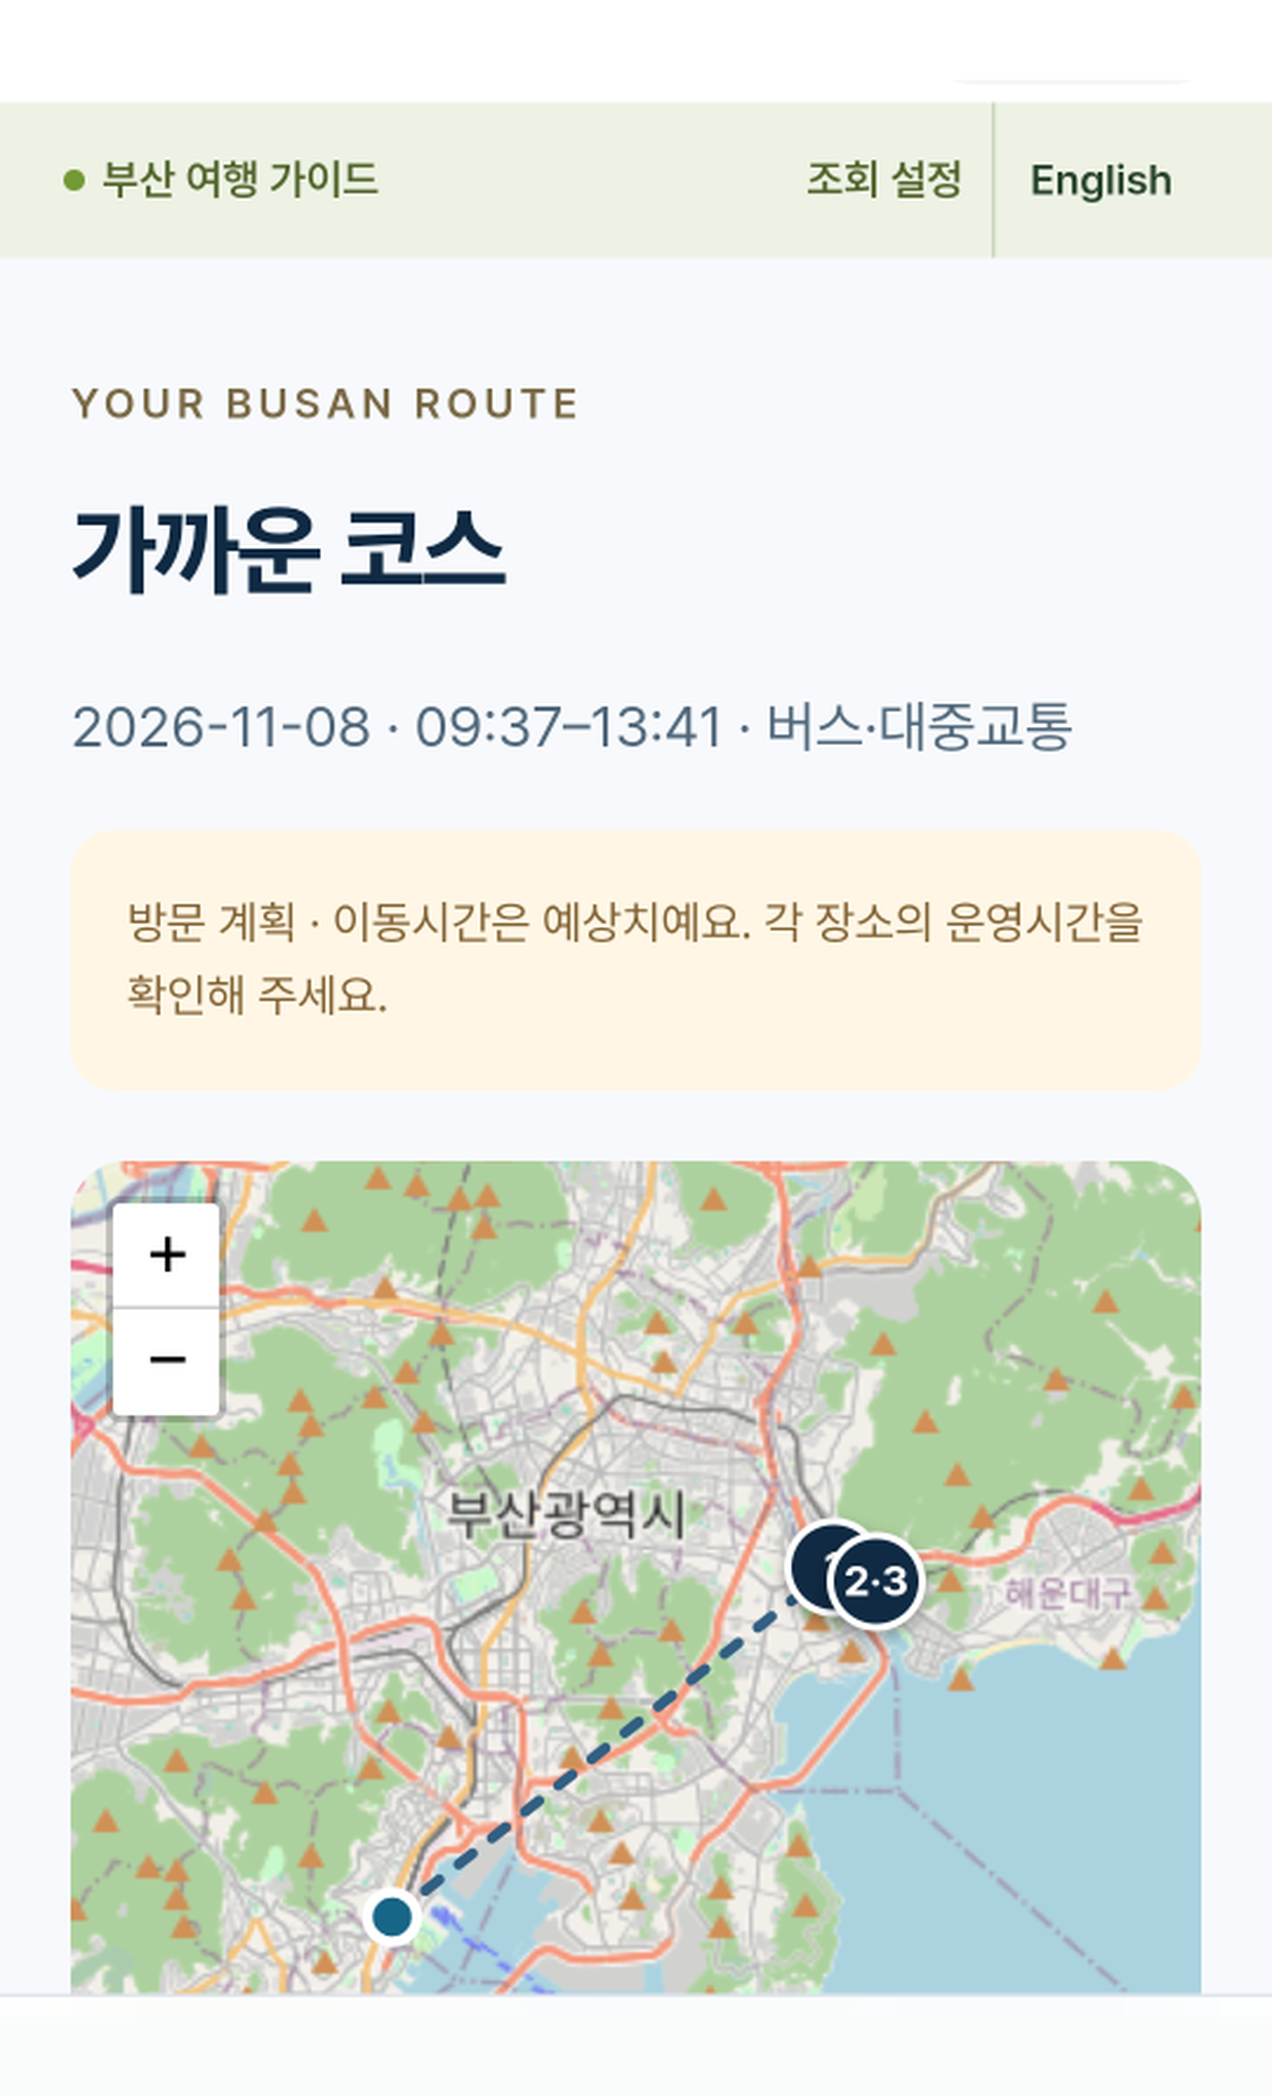 부산 여행 가이드
조회 설정
English
YOUR BUSAN ROUTE
가까운 코스
2026-11-08 · 09:37–13:41 · 버스·대중교통
방문 계획 · 이동시간은 예상치예요. 각 장소의 운영시간을
확인해 주세요.
+
−
부산광역시
2·3
해운대구